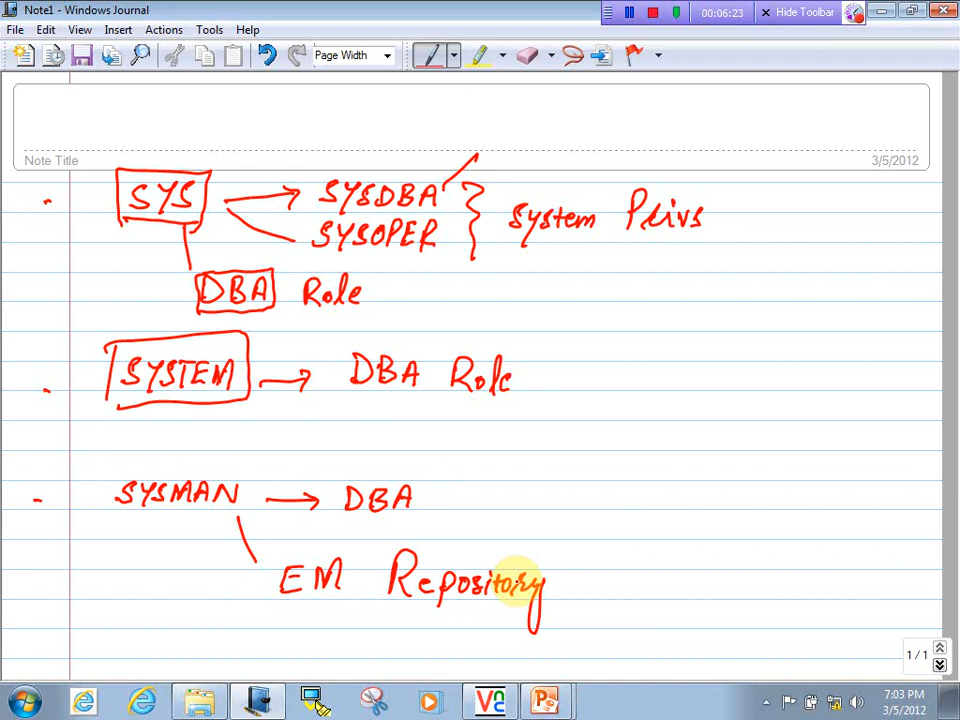 Note1 - Windows Journal
00:06:23
Hide Toolbar
File Edit View Insert Actions Tools Help
Page Width
Note Title
3/5/2012
SYS → SYSDBA
SYSOPER
System Privs
DBA Role
SYSTEM → DBA Role
SYSMAN → DBA
EM Repository
1 / 1
7:03 PM
3/5/2012